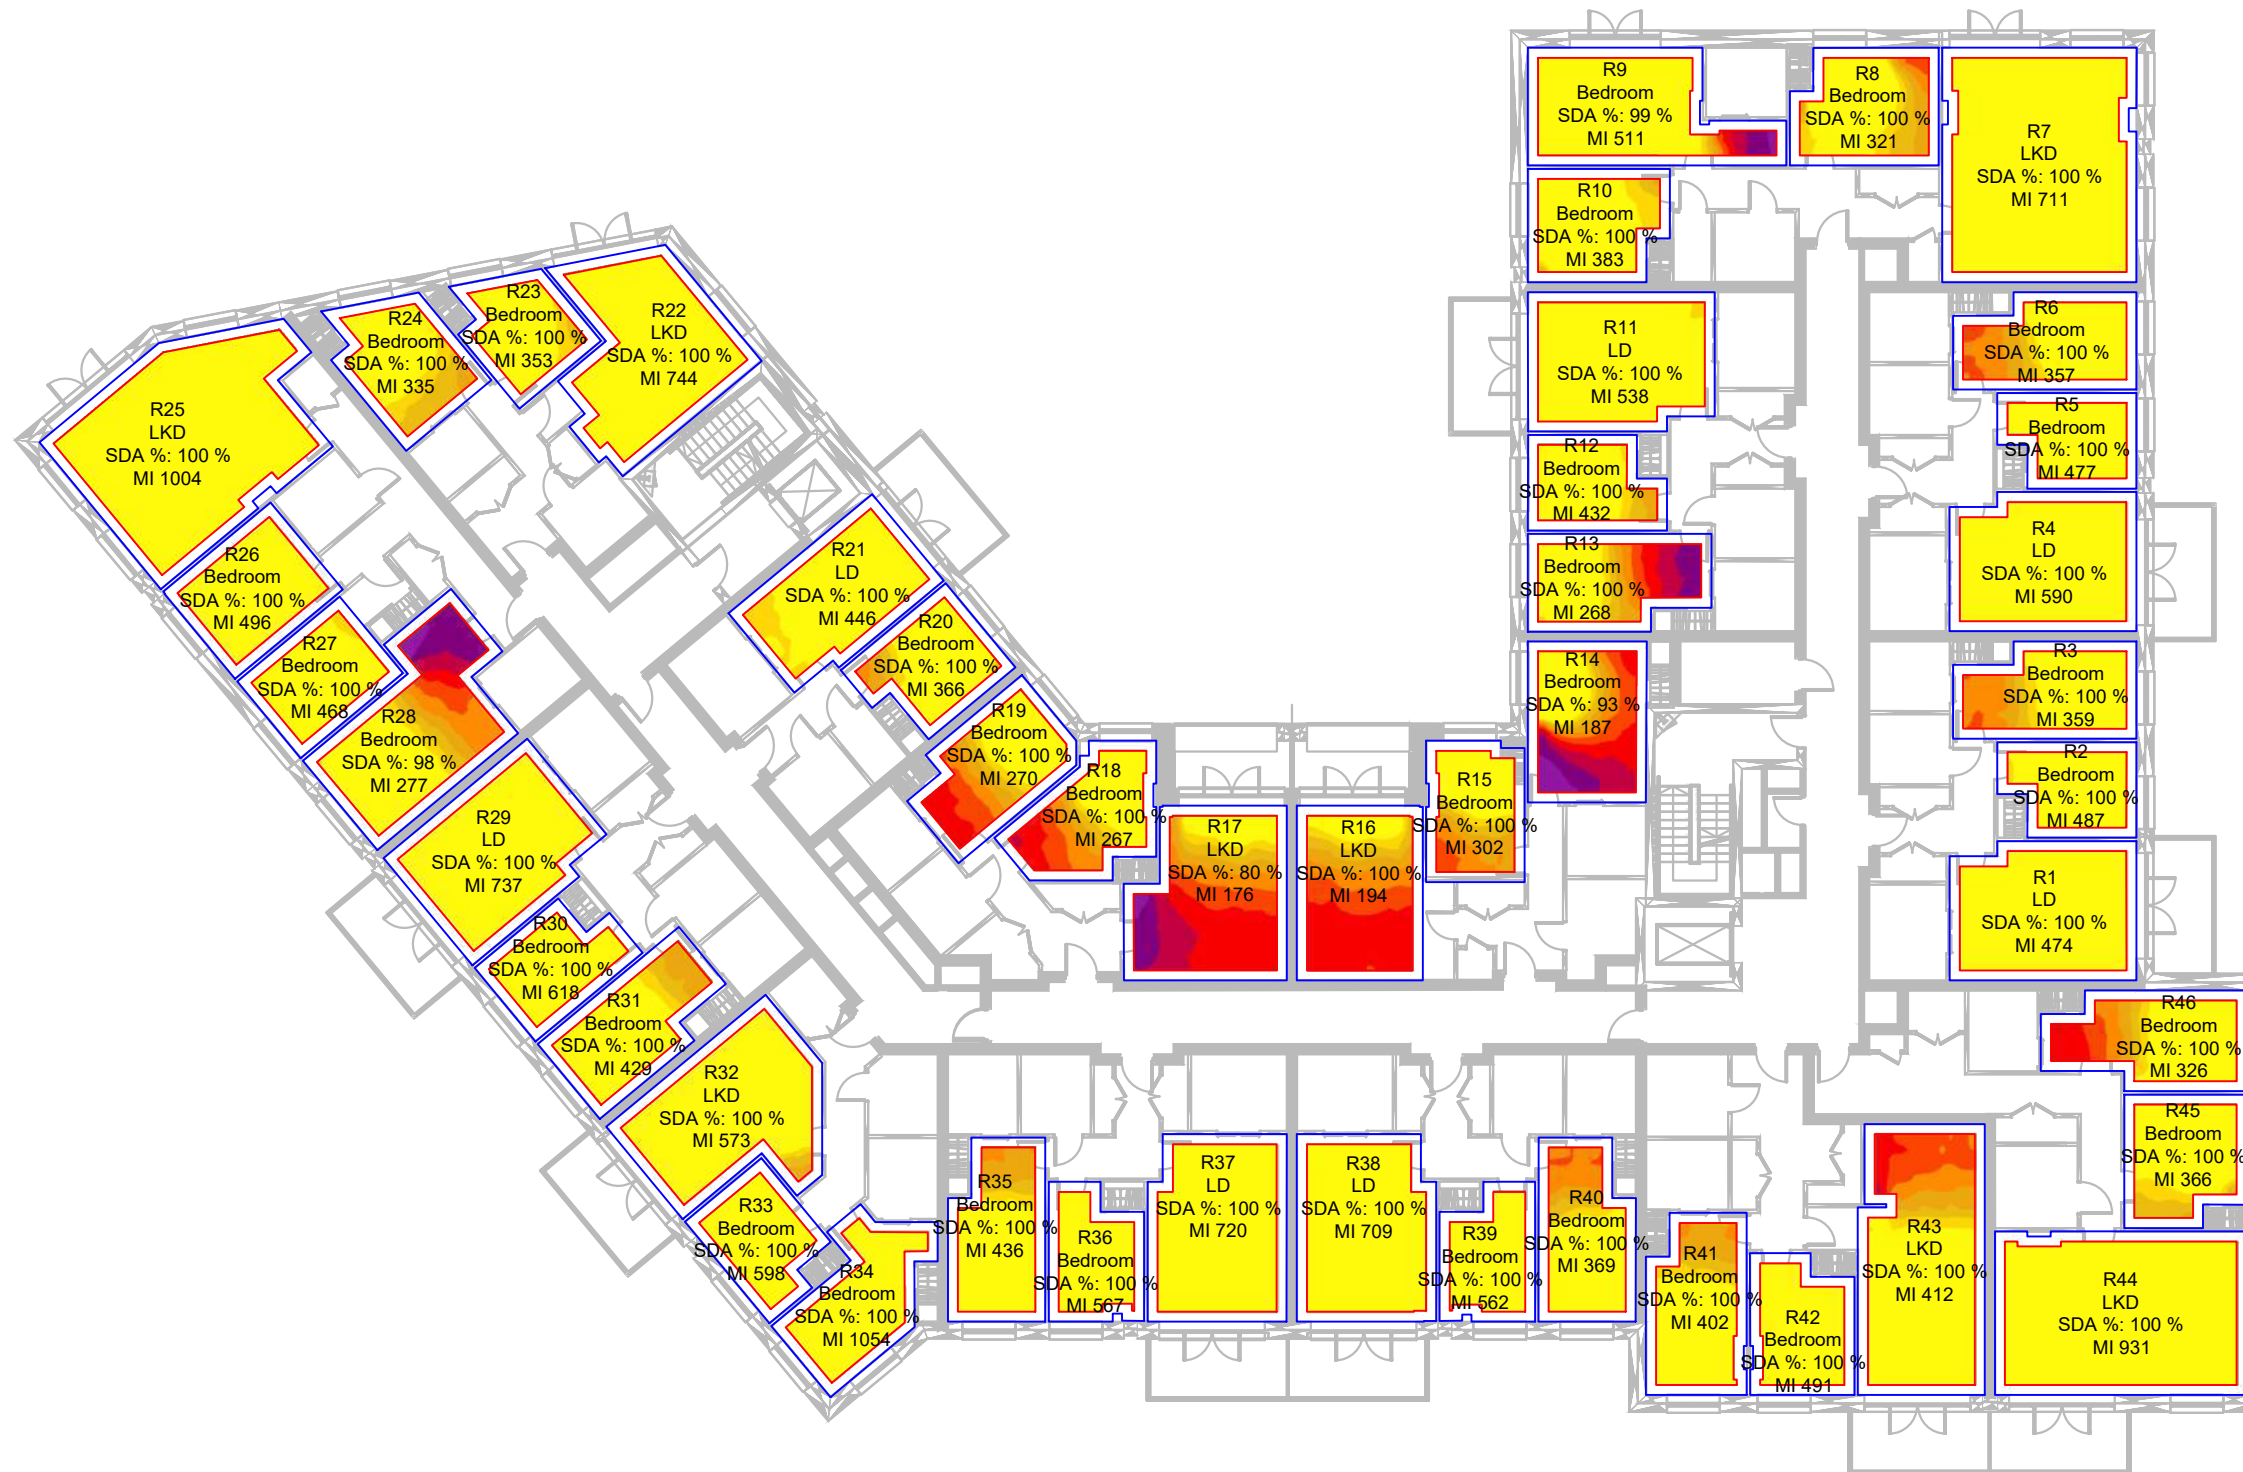 R9
Bedroom
SDA %: 99 %
MI 511
R8
Bedroom
SDA %: 100 %
MI 321
R7
LKD
SDA %: 100 %
MI 711
R10
Bedroom
SDA %: 100 %
MI 383
R11
LD
SDA %: 100 %
MI 538
R6
Bedroom
SDA %: 100 %
MI 357
R5
Bedroom
SDA %: 100 %
MI 477
R12
Bedroom
SDA %: 100 %
MI 432
R4
LD
SDA %: 100 %
MI 590
R13
Bedroom
SDA %: 100 %
MI 268
R14
Bedroom
SDA %: 93 %
MI 187
R3
Bedroom
SDA %: 100 %
MI 359
R2
Bedroom
SDA %: 100 %
MI 487
R1
LD
SDA %: 100 %
MI 474
R23
Bedroom
SDA %: 100 %
MI 353
R22
LKD
SDA %: 100 %
MI 744
R24
Bedroom
SDA %: 100 %
MI 335
R25
LKD
SDA %: 100 %
MI 1004
R26
Bedroom
SDA %: 100 %
MI 496
R21
LD
SDA %: 100 %
MI 446
R20
Bedroom
SDA %: 100 %
MI 366
R27
Bedroom
SDA %: 100 %
MI 468
R28
Bedroom
SDA %: 98 %
MI 277
R19
Bedroom
SDA %: 100 %
MI 270
R18
Bedroom
SDA %: 100 %
MI 267
R17
LKD
SDA %: 80 %
MI 176
R16
LKD
SDA %: 100 %
MI 194
R15
Bedroom
SDA %: 100 %
MI 302
R29
LD
SDA %: 100 %
MI 737
R30
Bedroom
SDA %: 100 %
MI 618
R31
Bedroom
SDA %: 100 %
MI 429
R32
LKD
SDA %: 100 %
MI 573
R33
Bedroom
SDA %: 100 %
MI 598
R34
Bedroom
SDA %: 100 %
MI 1054
R35
Bedroom
SDA %: 100 %
MI 436
R36
Bedroom
SDA %: 100 %
MI 567
R37
LD
SDA %: 100 %
MI 720
R38
LD
SDA %: 100 %
MI 709
R39
Bedroom
SDA %: 100 %
MI 562
R40
Bedroom
SDA %: 100 %
MI 369
R41
Bedroom
SDA %: 100 %
MI 402
R42
Bedroom
SDA %: 100 %
MI 491
R43
LKD
SDA %: 100 %
MI 412
R46
Bedroom
SDA %: 100 %
MI 326
R45
Bedroom
SDA %: 100 %
MI 366
R44
LKD
SDA %: 100 %
MI 931